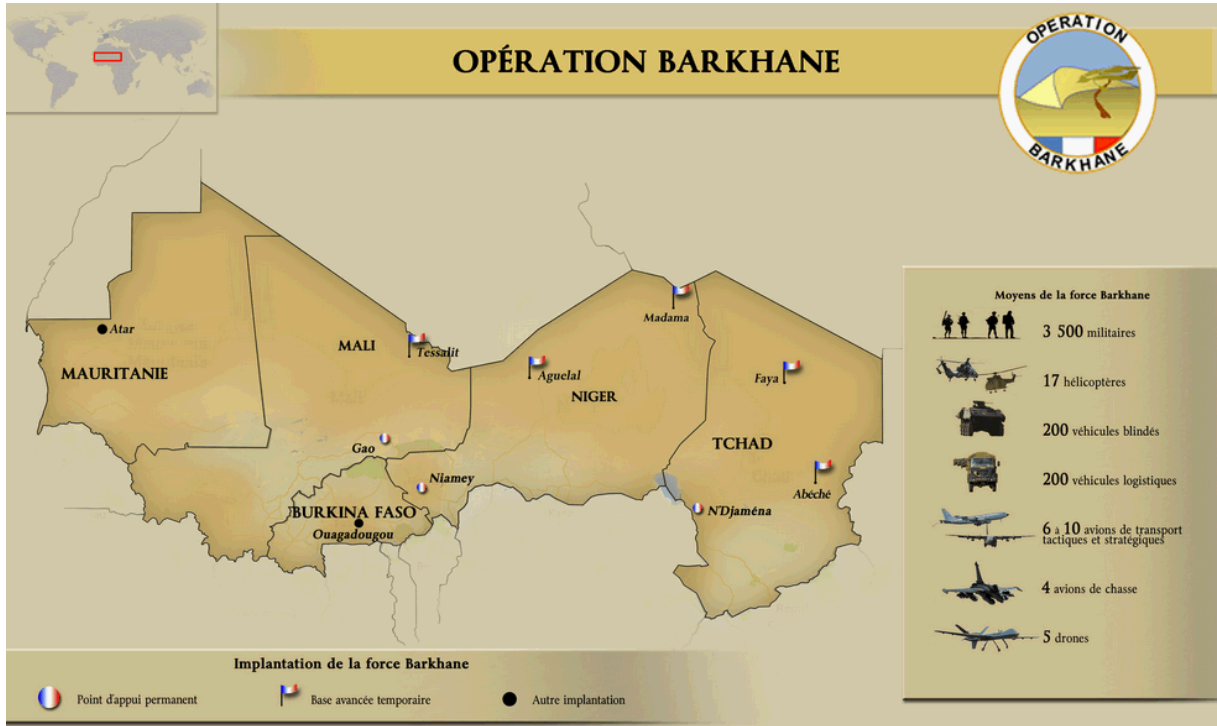 OPÉRATION BARKHANE
OPERATION
BARKHANE
Atar
MAURITANIE
MALI
Tessalit
Gao
Aguelal
NIGER
Madama
Faya
TCHAD
Abéché
N'Djaména
Niamey
BURKINA FASO
Ouagadougou
Moyens de la force Barkhane
3 500 militaires
17 hélicoptères
200 véhicules blindés
200 véhicules logistiques
6 à 10 avions de transport
tactiques et stratégiques
4 avions de chasse
5 drones
Implantation de la force Barkhane
Point d'appui permanent
Base avancée temporaire
Autre implantation